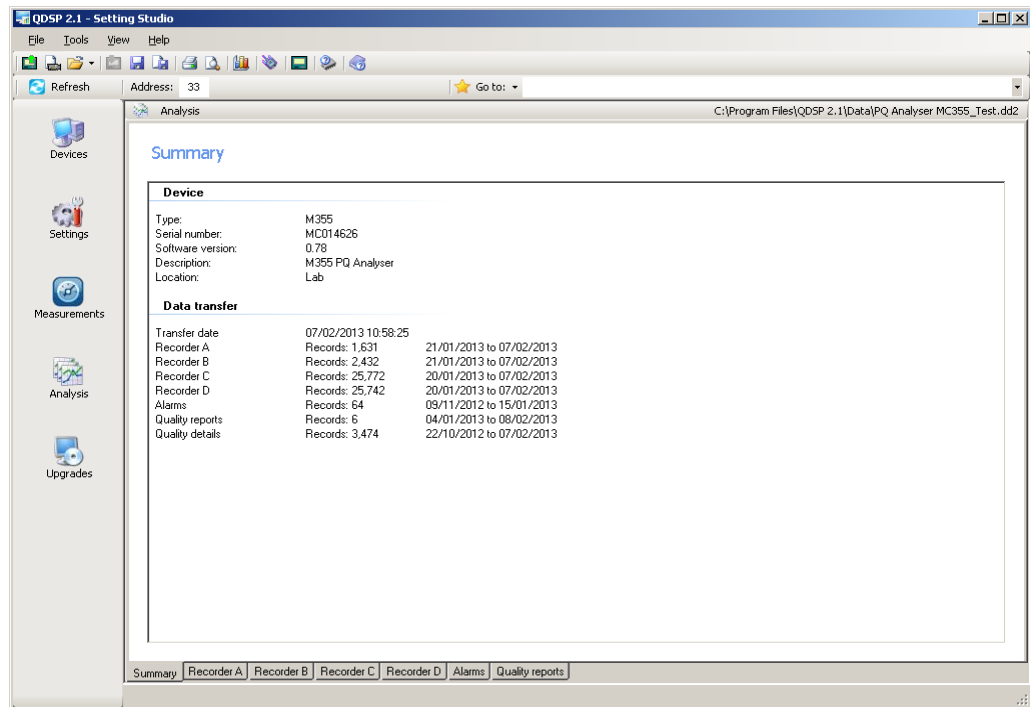 QDSP 2.1 - Setting Studio
File Tools View Help
Refresh Address: 33 Go to:
Analysis C:\Program Files\QDSP 2.1\Data\PQ Analyser MC355_Test.dd2
Devices
Settings
Measurements
Analysis
Upgrades
Summary
Device
Type: M355
Serial number: MC014626
Software version: 0.78
Description: M355 PQ Analyser
Location: Lab
Data transfer
Transfer date 07/02/2013 10:58:25
Recorder A Records: 1,631 21/01/2013 to 07/02/2013
Recorder B Records: 2,432 21/01/2013 to 07/02/2013
Recorder C Records: 25,772 20/01/2013 to 07/02/2013
Recorder D Records: 25,742 20/01/2013 to 07/02/2013
Alarms Records: 64 09/11/2012 to 15/01/2013
Quality reports Records: 6 04/01/2013 to 08/02/2013
Quality details Records: 3,474 22/10/2012 to 07/02/2013
Summary Recorder A Recorder B Recorder C Recorder D Alarms Quality reports